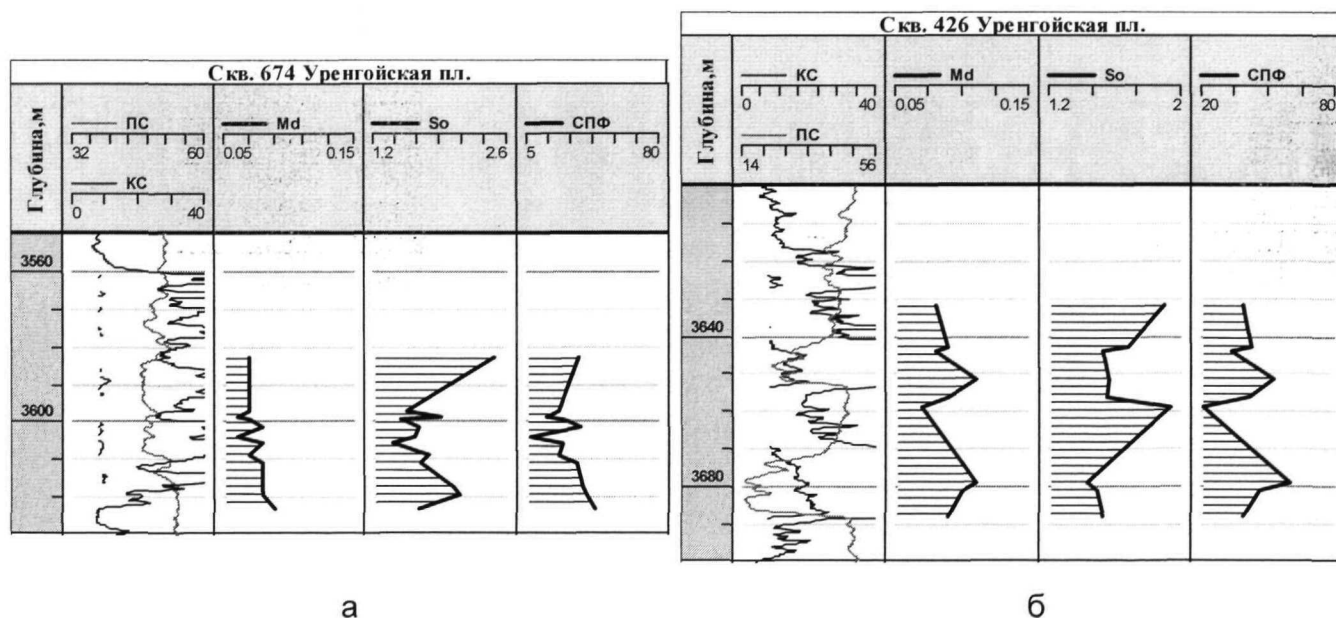 Скв. 674 Уренгойская пл.
Глубина,м
ПС
32 60
КС
0 40
Md
0.05 0.15
So
1.2 2.6
СПФ
5 80
3560
3600
а
Скв. 426 Уренгойская пл.
Глубина,м
КС
0 40
ПС
14 56
Md
0.05 0.15
So
1.2 2
СПФ
20 80
3640
3680
б